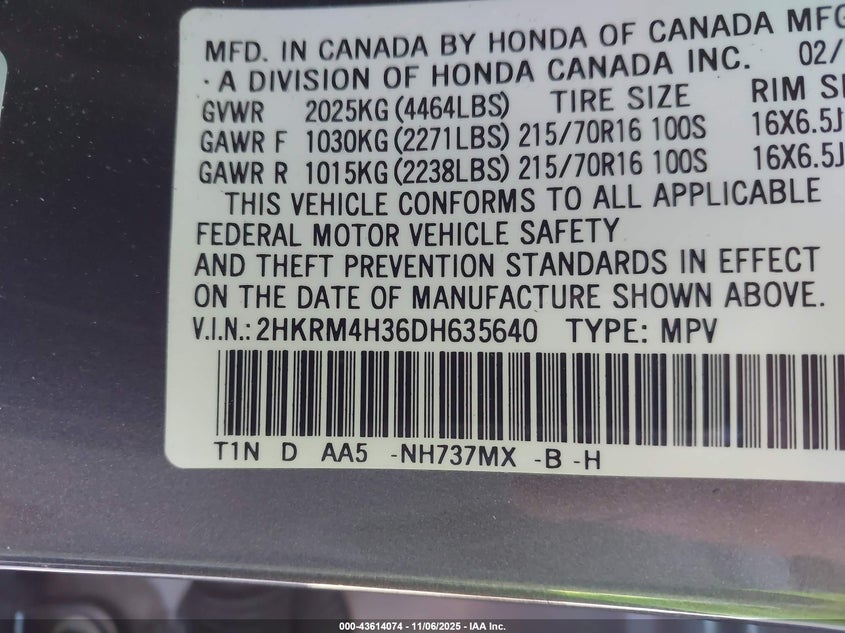 MFD. IN CANADA BY HONDA OF CANADA MFG
· A DIVISION OF HONDA CANADA INC. 02/
GVWR 2025KG (4464LBS) TIRE SIZE RIM SI
GAWR F 1030KG (2271LBS) 215/70R16 100S 16X6.5J
GAWR R 1015KG (2238LBS) 215/70R16 100S 16X6.5J
THIS VEHICLE CONFORMS TO ALL APPLICABLE
FEDERAL MOTOR VEHICLE SAFETY
AND THEFT PREVENTION STANDARDS IN EFFECT
ON THE DATE OF MANUFACTURE SHOWN ABOVE.
V.I.N.: 2HKRM4H36DH635640 TYPE: MPV
T1N D AA5 -NH737MX -B -H
000-43614074 - 11/06/2025 - IAA Inc.